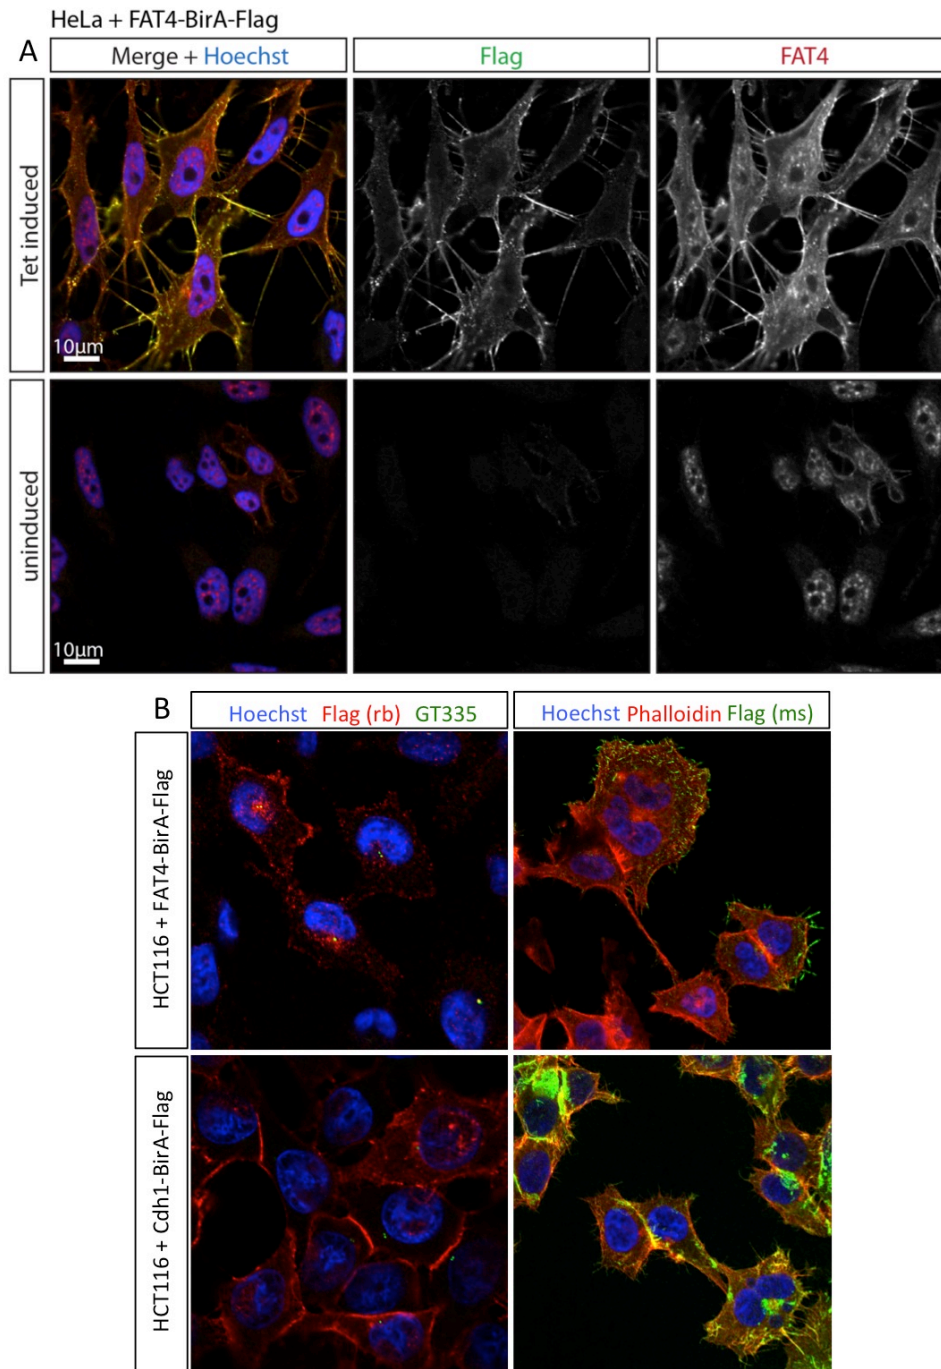 HeLa + FAT4-BirA-Flag
A
Merge + Hoechst
Flag
FAT4
Tet induced
10µm
uninduced
10µm
B
Hoechst Flag (rb) GT335
Hoechst Phalloidin Flag (ms)
HCT116 + FAT4-BirA-Flag
HCT116 + Cdh1-BirA-Flag